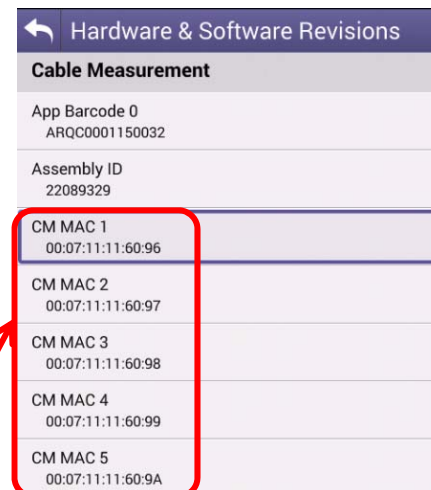 Hardware & Software Revisions
Cable Measurement
App Barcode 0
ARQC0001150032
Assembly ID
22089329
CM MAC 1
00:07:11:11:60:96
CM MAC 2
00:07:11:11:60:97
CM MAC 3
00:07:11:11:60:98
CM MAC 4
00:07:11:11:60:99
CM MAC 5
00:07:11:11:60:9A